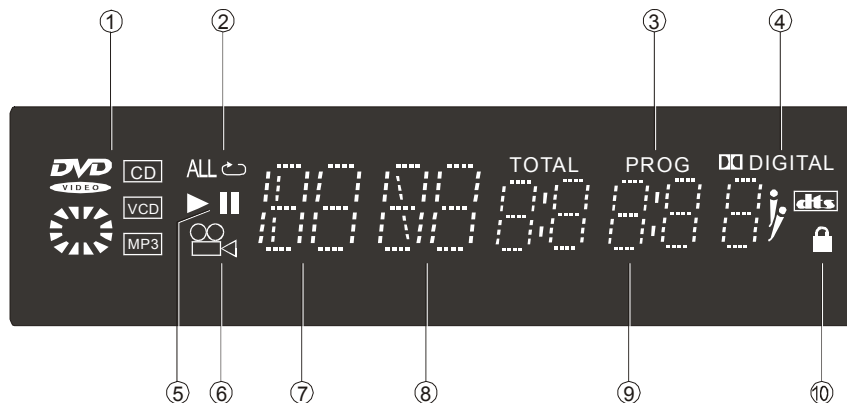 ① ② ③ ④
DVD VIDEO CD ALL TOTAL PROG DIGITAL
VCD dts
MP3
⑤ ⑥ ⑦ ⑧ ⑨ ⑩